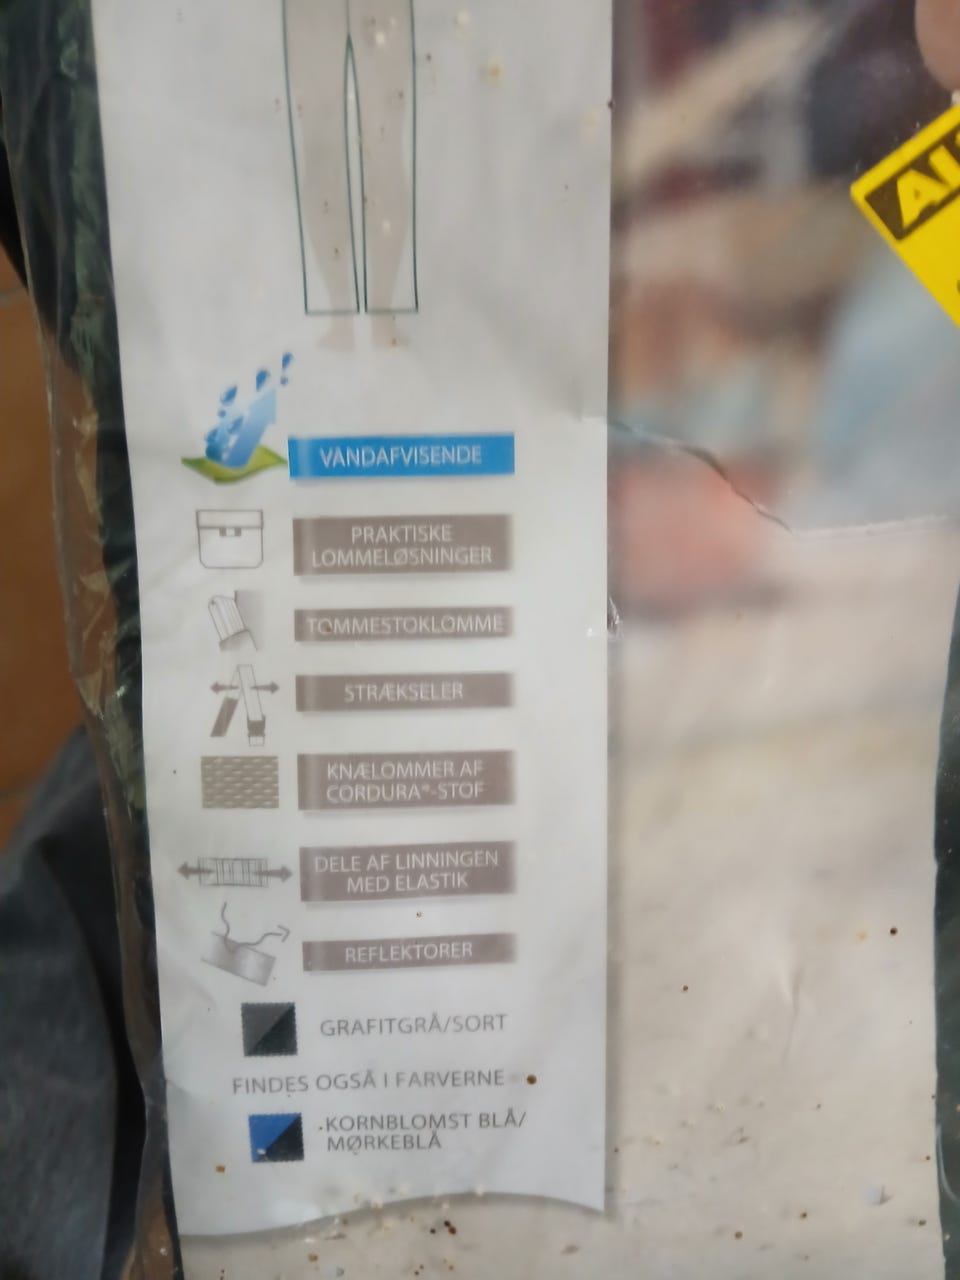 VANDAFVISENDE
PRAKTISKE
LOMMELØSNINGER
TOMMESTOKLOMME
STRÆKSELER
KNÆLOMMER AF
CORDURA®-STOF
DELE AF LINNINGEN
MED ELASTIK
REFLEKTORER
GRAFITGRÅ/SORT
FINDES OGSÅ I FARVERNE
KORNBLOMST BLÅ/
MØRKEBLÅ